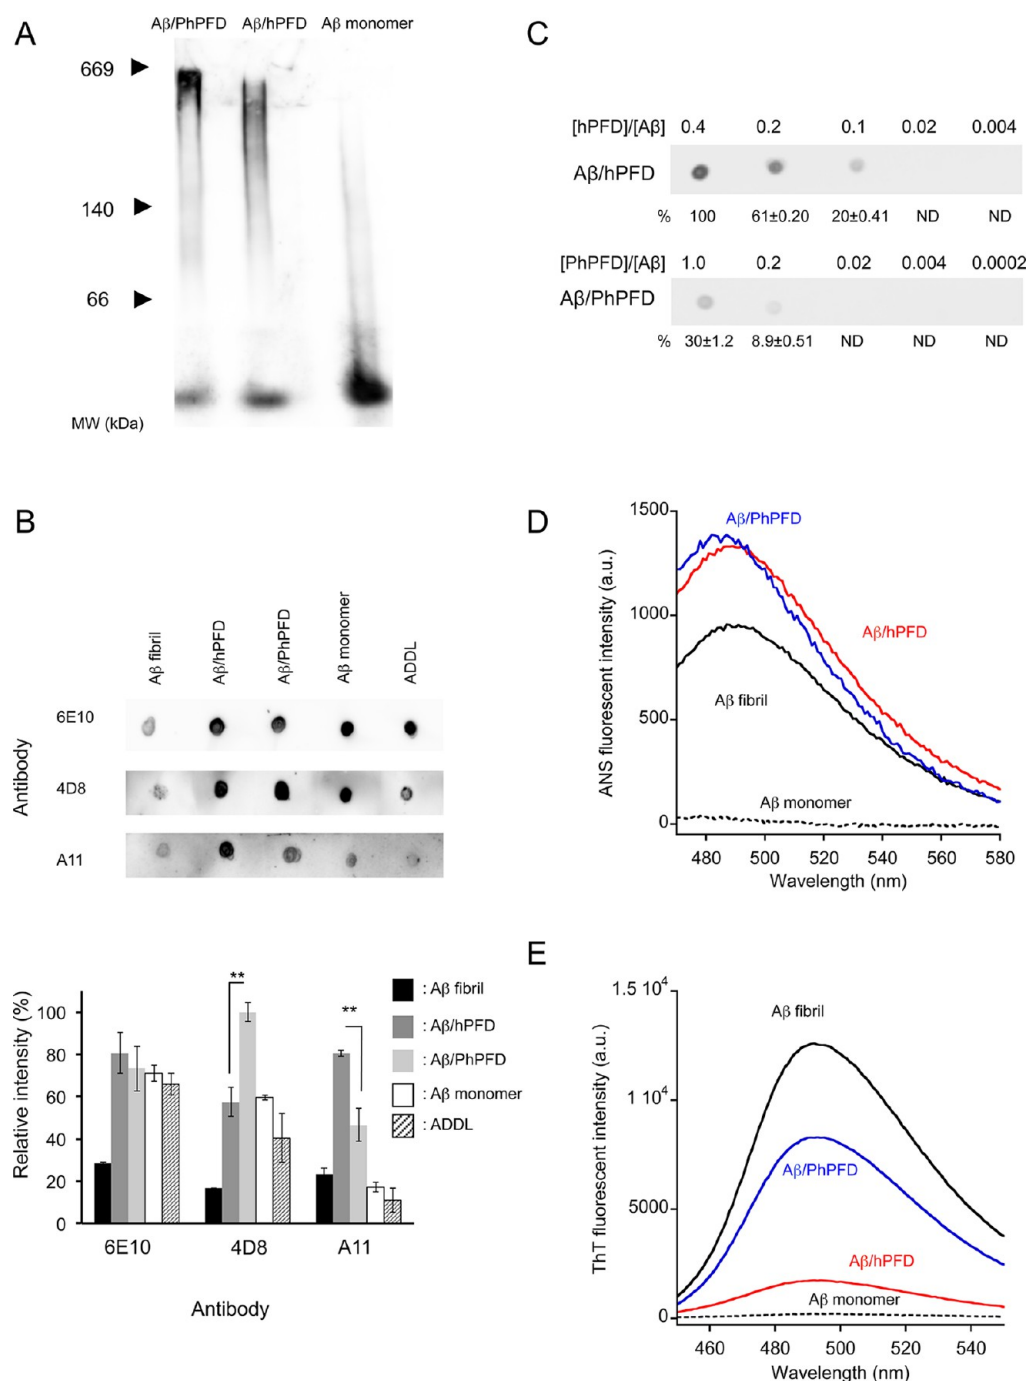 A
Aβ/PhPFD Aβ/hPFD Aβ monomer
669
140
66
MW (kDa)
B
Aβ fibril
Aβ/hPFD
Aβ/PhPFD
Aβ monomer
ADDL
Antibody
6E10
4D8
A11
Relative intensity (%)
100
80
60
40
20
0
**
**
: Aβ fibril
: Aβ/hPFD
: Aβ/PhPFD
: Aβ monomer
: ADDL
6E10 4D8 A11
Antibody
C
[hPFD]/[Aβ] 0.4 0.2 0.1 0.02 0.004
Aβ/hPFD
% 100 61±0.20 20±0.41 ND ND
[PhPFD]/[Aβ] 1.0 0.2 0.02 0.004 0.0002
Aβ/PhPFD
% 30±1.2 8.9±0.51 ND ND ND
D
ANS fluorescent intensity (a.u.)
1500
1000
500
0
Aβ/PhPFD
Aβ/hPFD
Aβ fibril
Aβ monomer
480 500 520 540 560 580
Wavelength (nm)
E
ThT fluorescent intensity (a.u.)
1.5 10⁴
1 10⁴
5000
0
Aβ fibril
Aβ/PhPFD
Aβ/hPFD
Aβ monomer
460 480 500 520 540
Wavelength (nm)